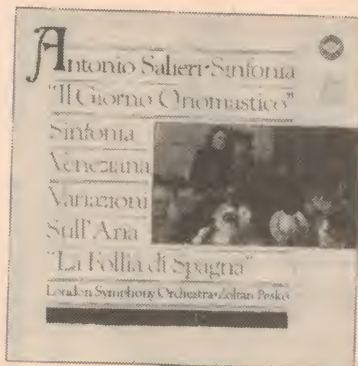 Antonio Salieri·Sinfonia
"Il Giorno Onomastico"
Sinfonia
Veneziana
Variazioni
Sull'Aria
"La Follia di Spagna"
London Symphony Orchestra·Zoltan Peskó